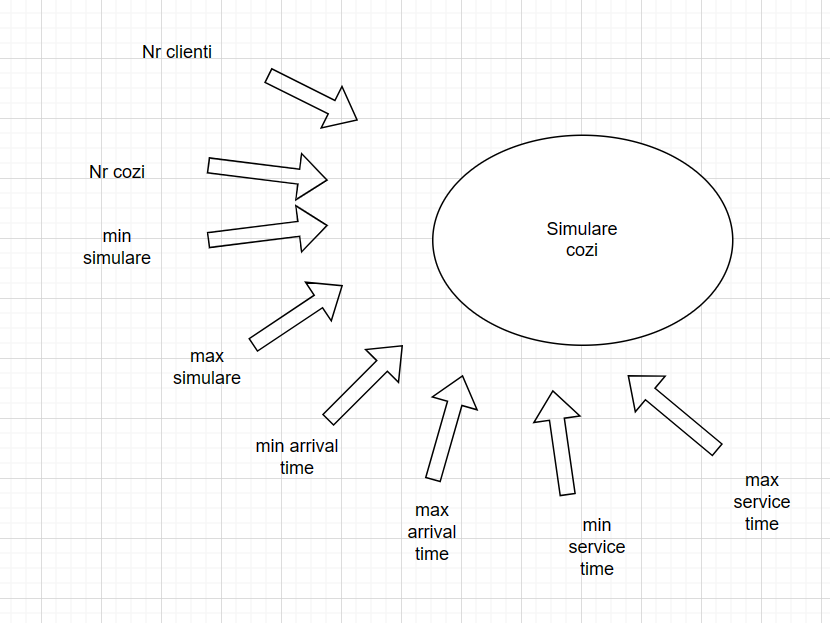 Nr clienti
Nr cozi
min
simulare
max
simulare
min arrival
time
max
arrival
time
min
service
time
max
service
time
Simulare
cozi